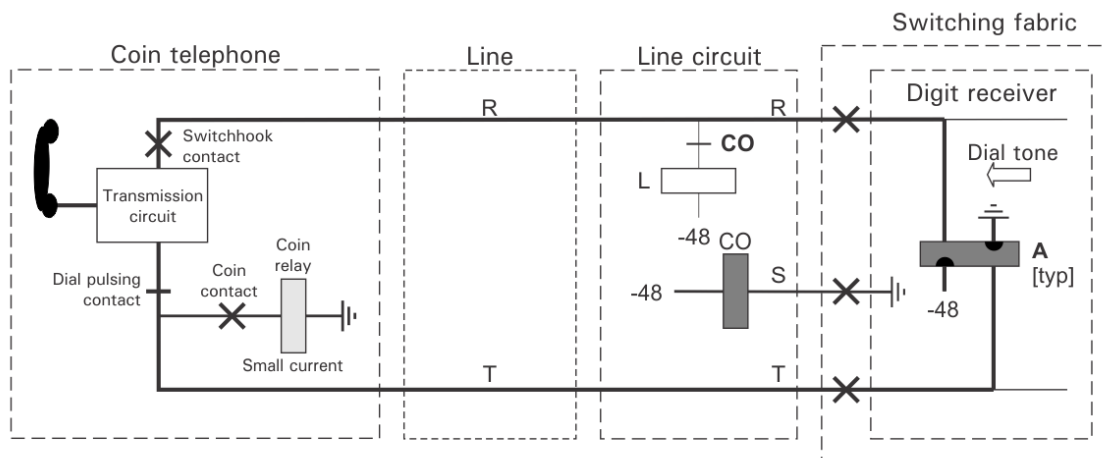 Switching fabric
Coin telephone
Line
Line circuit
Digit receiver
R
R
Switchhook
contact
CO
Dial tone
L
Transmission
circuit
-48
CO
A
[typ]
Coin
relay
Coin
contact
Dial pulsing
contact
-48
S
-48
Small current
T
T